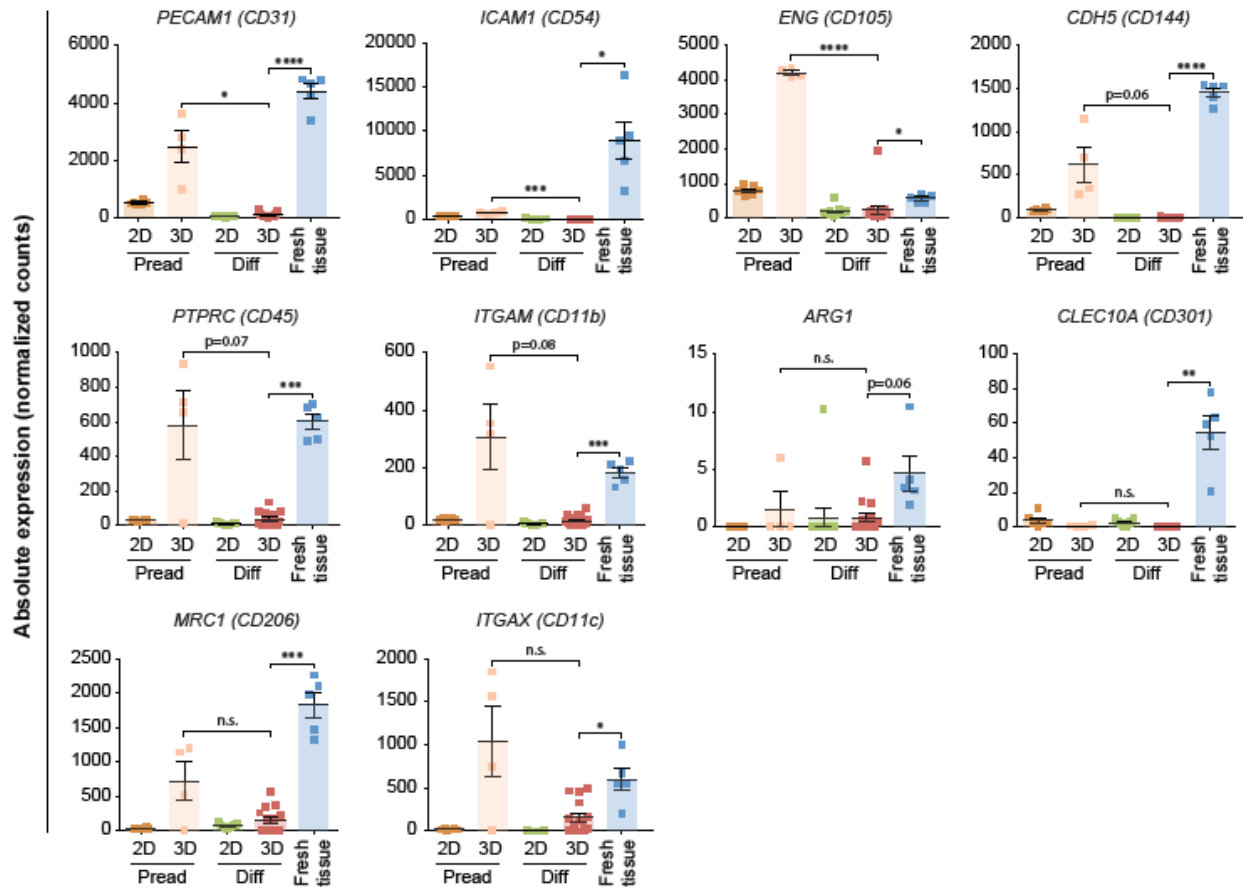 Absolute expression (normalized counts)
PECAM1 (CD31)
6000
4000
2000
0
*
****
2D 3D 2D 3D Fresh tissue
Pread Diff
ICAM1 (CD54)
20000
15000
10000
5000
0
***
*
2D 3D 2D 3D Fresh tissue
Pread Diff
ENG (CD105)
5000
4000
3000
2000
1000
0
****
*
2D 3D 2D 3D Fresh tissue
Pread Diff
CDH5 (CD144)
2000
1500
1000
500
0
p=0.06
****
2D 3D 2D 3D Fresh tissue
Pread Diff
PTPRC (CD45)
1000
800
600
400
200
0
p=0.07
***
2D 3D 2D 3D Fresh tissue
Pread Diff
ITGAM (CD11b)
600
400
200
0
p=0.08
***
2D 3D 2D 3D Fresh tissue
Pread Diff
ARG1
15
10
5
0
n.s.
p=0.06
2D 3D 2D 3D Fresh tissue
Pread Diff
CLEC10A (CD301)
100
80
60
40
20
0
n.s.
**
2D 3D 2D 3D Fresh tissue
Pread Diff
MRC1 (CD206)
2500
2000
1500
1000
500
0
n.s.
***
2D 3D 2D 3D Fresh tissue
Pread Diff
ITGAX (CD11c)
2000
1500
1000
500
0
n.s.
*
2D 3D 2D 3D Fresh tissue
Pread Diff